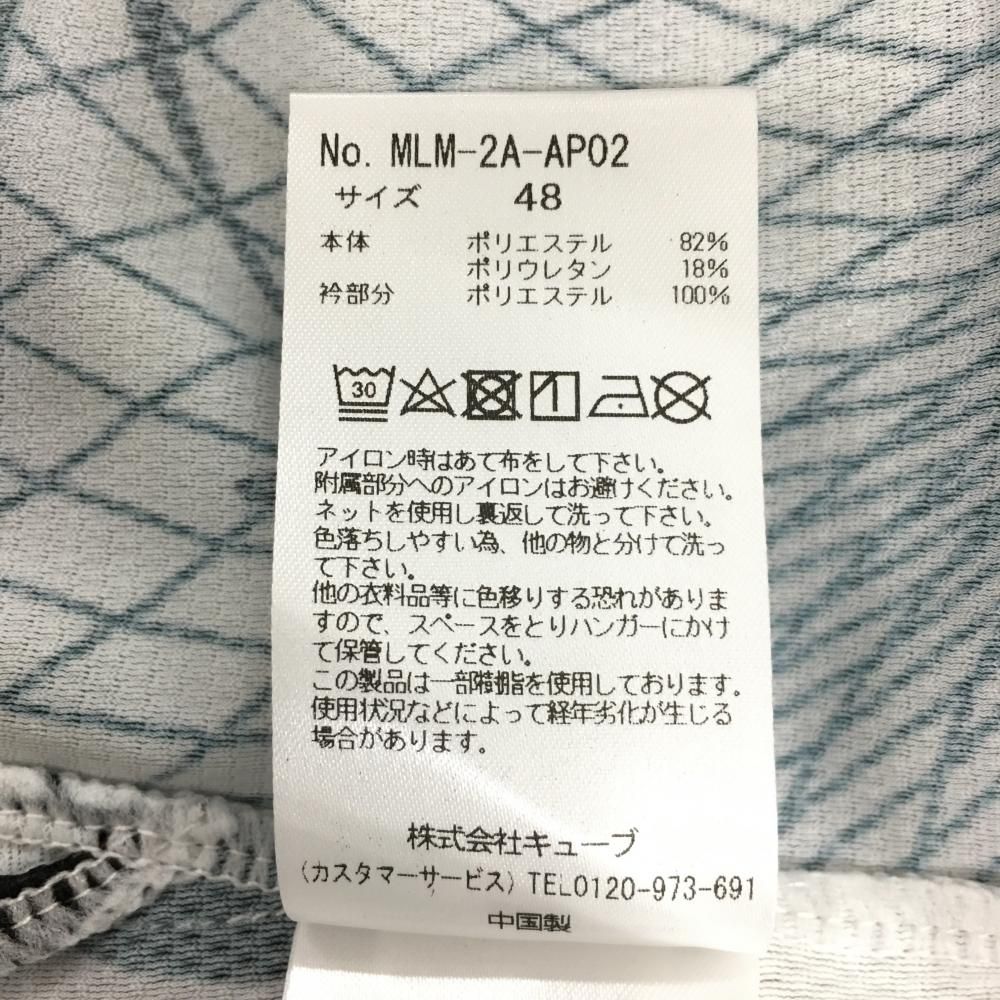 No. MLM-2A-AP02
サイズ 48
本体 ポリエステル 82%
ポリウレタン 18%
衿部分 ポリエステル 100%
30
アイロン時はあて布をして下さい。
附属部分へのアイロンはお避けください。
ネットを使用し裏返して洗って下さい。
色落ちしやすい為、他の物と分けて洗っ
て下さい。
他の衣料品等に色移りする恐れがありま
すので、スペースをとりハンガーにかけ
て保管してください。
この製品は一部樹脂を使用しております。
使用状況などによって経年劣化が生じる
場合があります。
株式会社キューブ
(カスタマーサービス) TEL0120-973-691
中国製